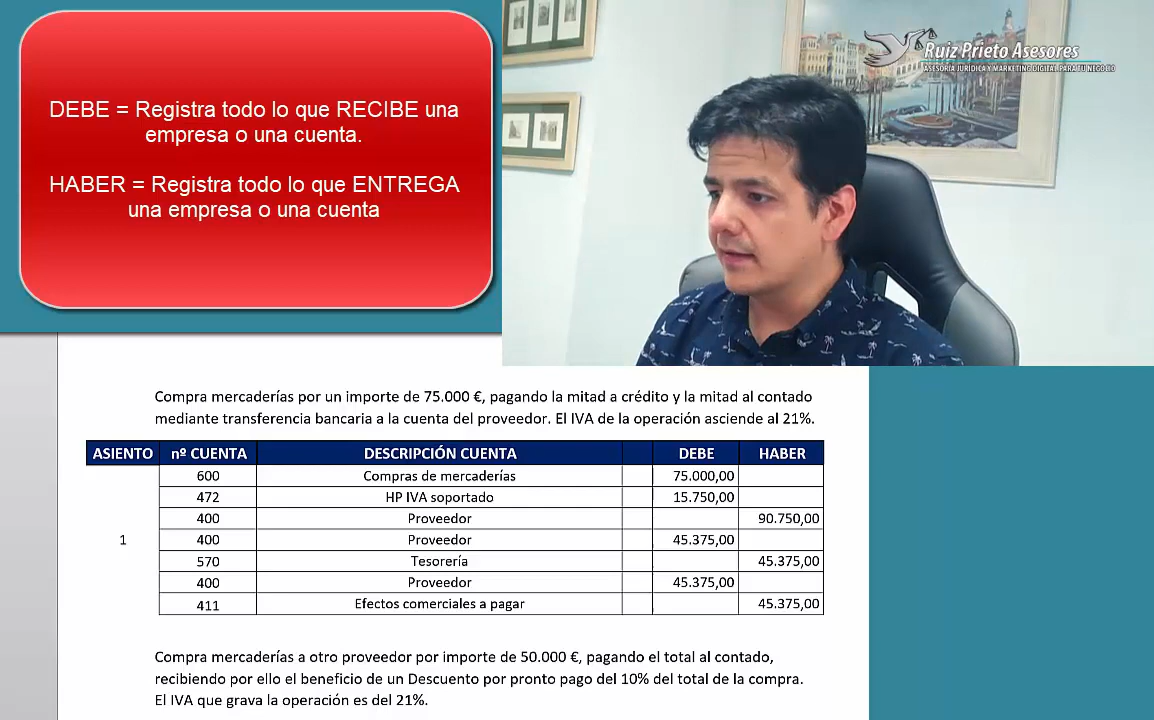 DEBE = Registra todo lo que RECIBE una
empresa o una cuenta.
HABER = Registra todo lo que ENTREGA
una empresa o una cuenta
Ruiz Prieto Asesores
ASESORÍA JURÍDICA Y MARKETING DIGITAL PARA TU NEGOCIO
Compra mercaderías por un importe de 75.000 €, pagando la mitad a crédito y la mitad al contado
mediante transferencia bancaria a la cuenta del proveedor. El IVA de la operación asciende al 21%.
ASIENTO nº CUENTA DESCRIPCIÓN CUENTA DEBE HABER
600 Compras de mercaderías 75.000,00
472 HP IVA soportado 15.750,00
400 Proveedor 90.750,00
1 400 Proveedor 45.375,00
570 Tesorería 45.375,00
400 Proveedor 45.375,00
411 Efectos comerciales a pagar 45.375,00
Compra mercaderías a otro proveedor por importe de 50.000 €, pagando el total al contado,
recibiendo por ello el beneficio de un Descuento por pronto pago del 10% del total de la compra.
El IVA que grava la operación es del 21%.